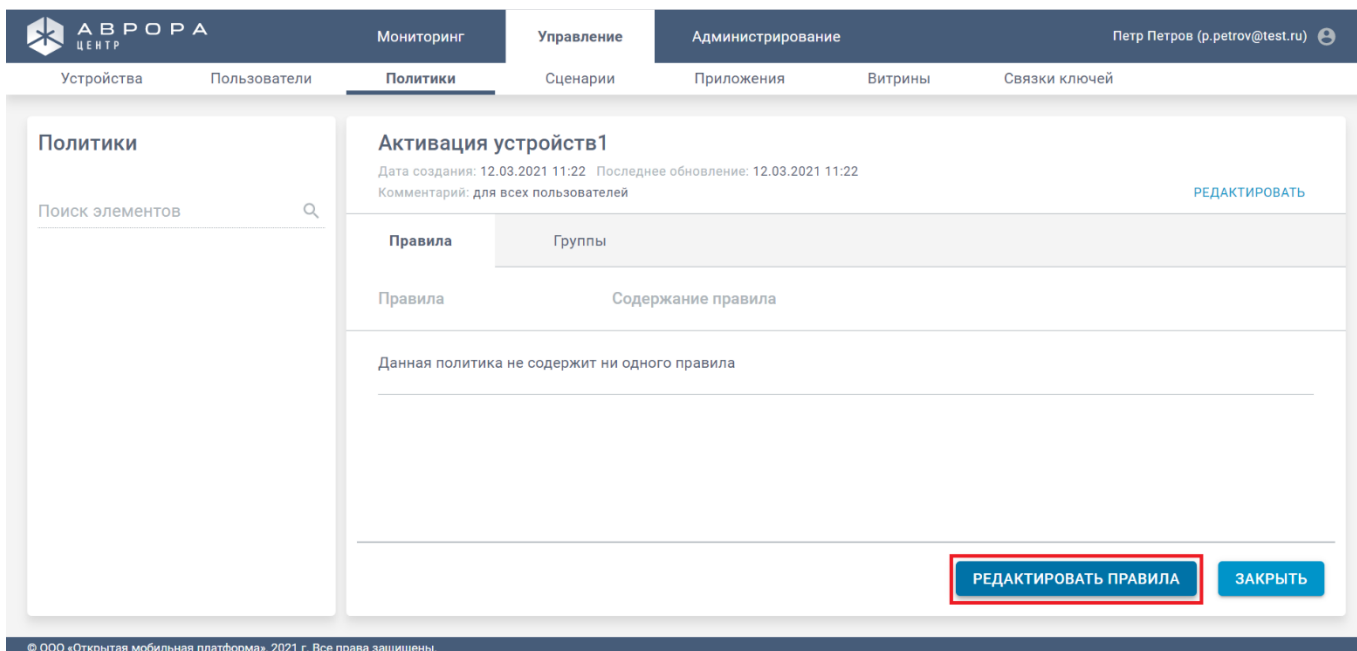 АВРОРА
ЦЕНТР
Мониторинг Управление Администрирование Петр Петров (p.petrov@test.ru)
Устройства Пользователи Политики Сценарии Приложения Витрины Связки ключей
Политики
Поиск элементов
Активация устройств1
Дата создания: 12.03.2021 11:22 Последнее обновление: 12.03.2021 11:22
Комментарий: для всех пользователей
РЕДАКТИРОВАТЬ
Правила Группы
Правила Содержание правила
Данная политика не содержит ни одного правила
РЕДАКТИРОВАТЬ ПРАВИЛА ЗАКРЫТЬ
© ООО «Открытая мобильная платформа», 2021 г. Все права защищены.